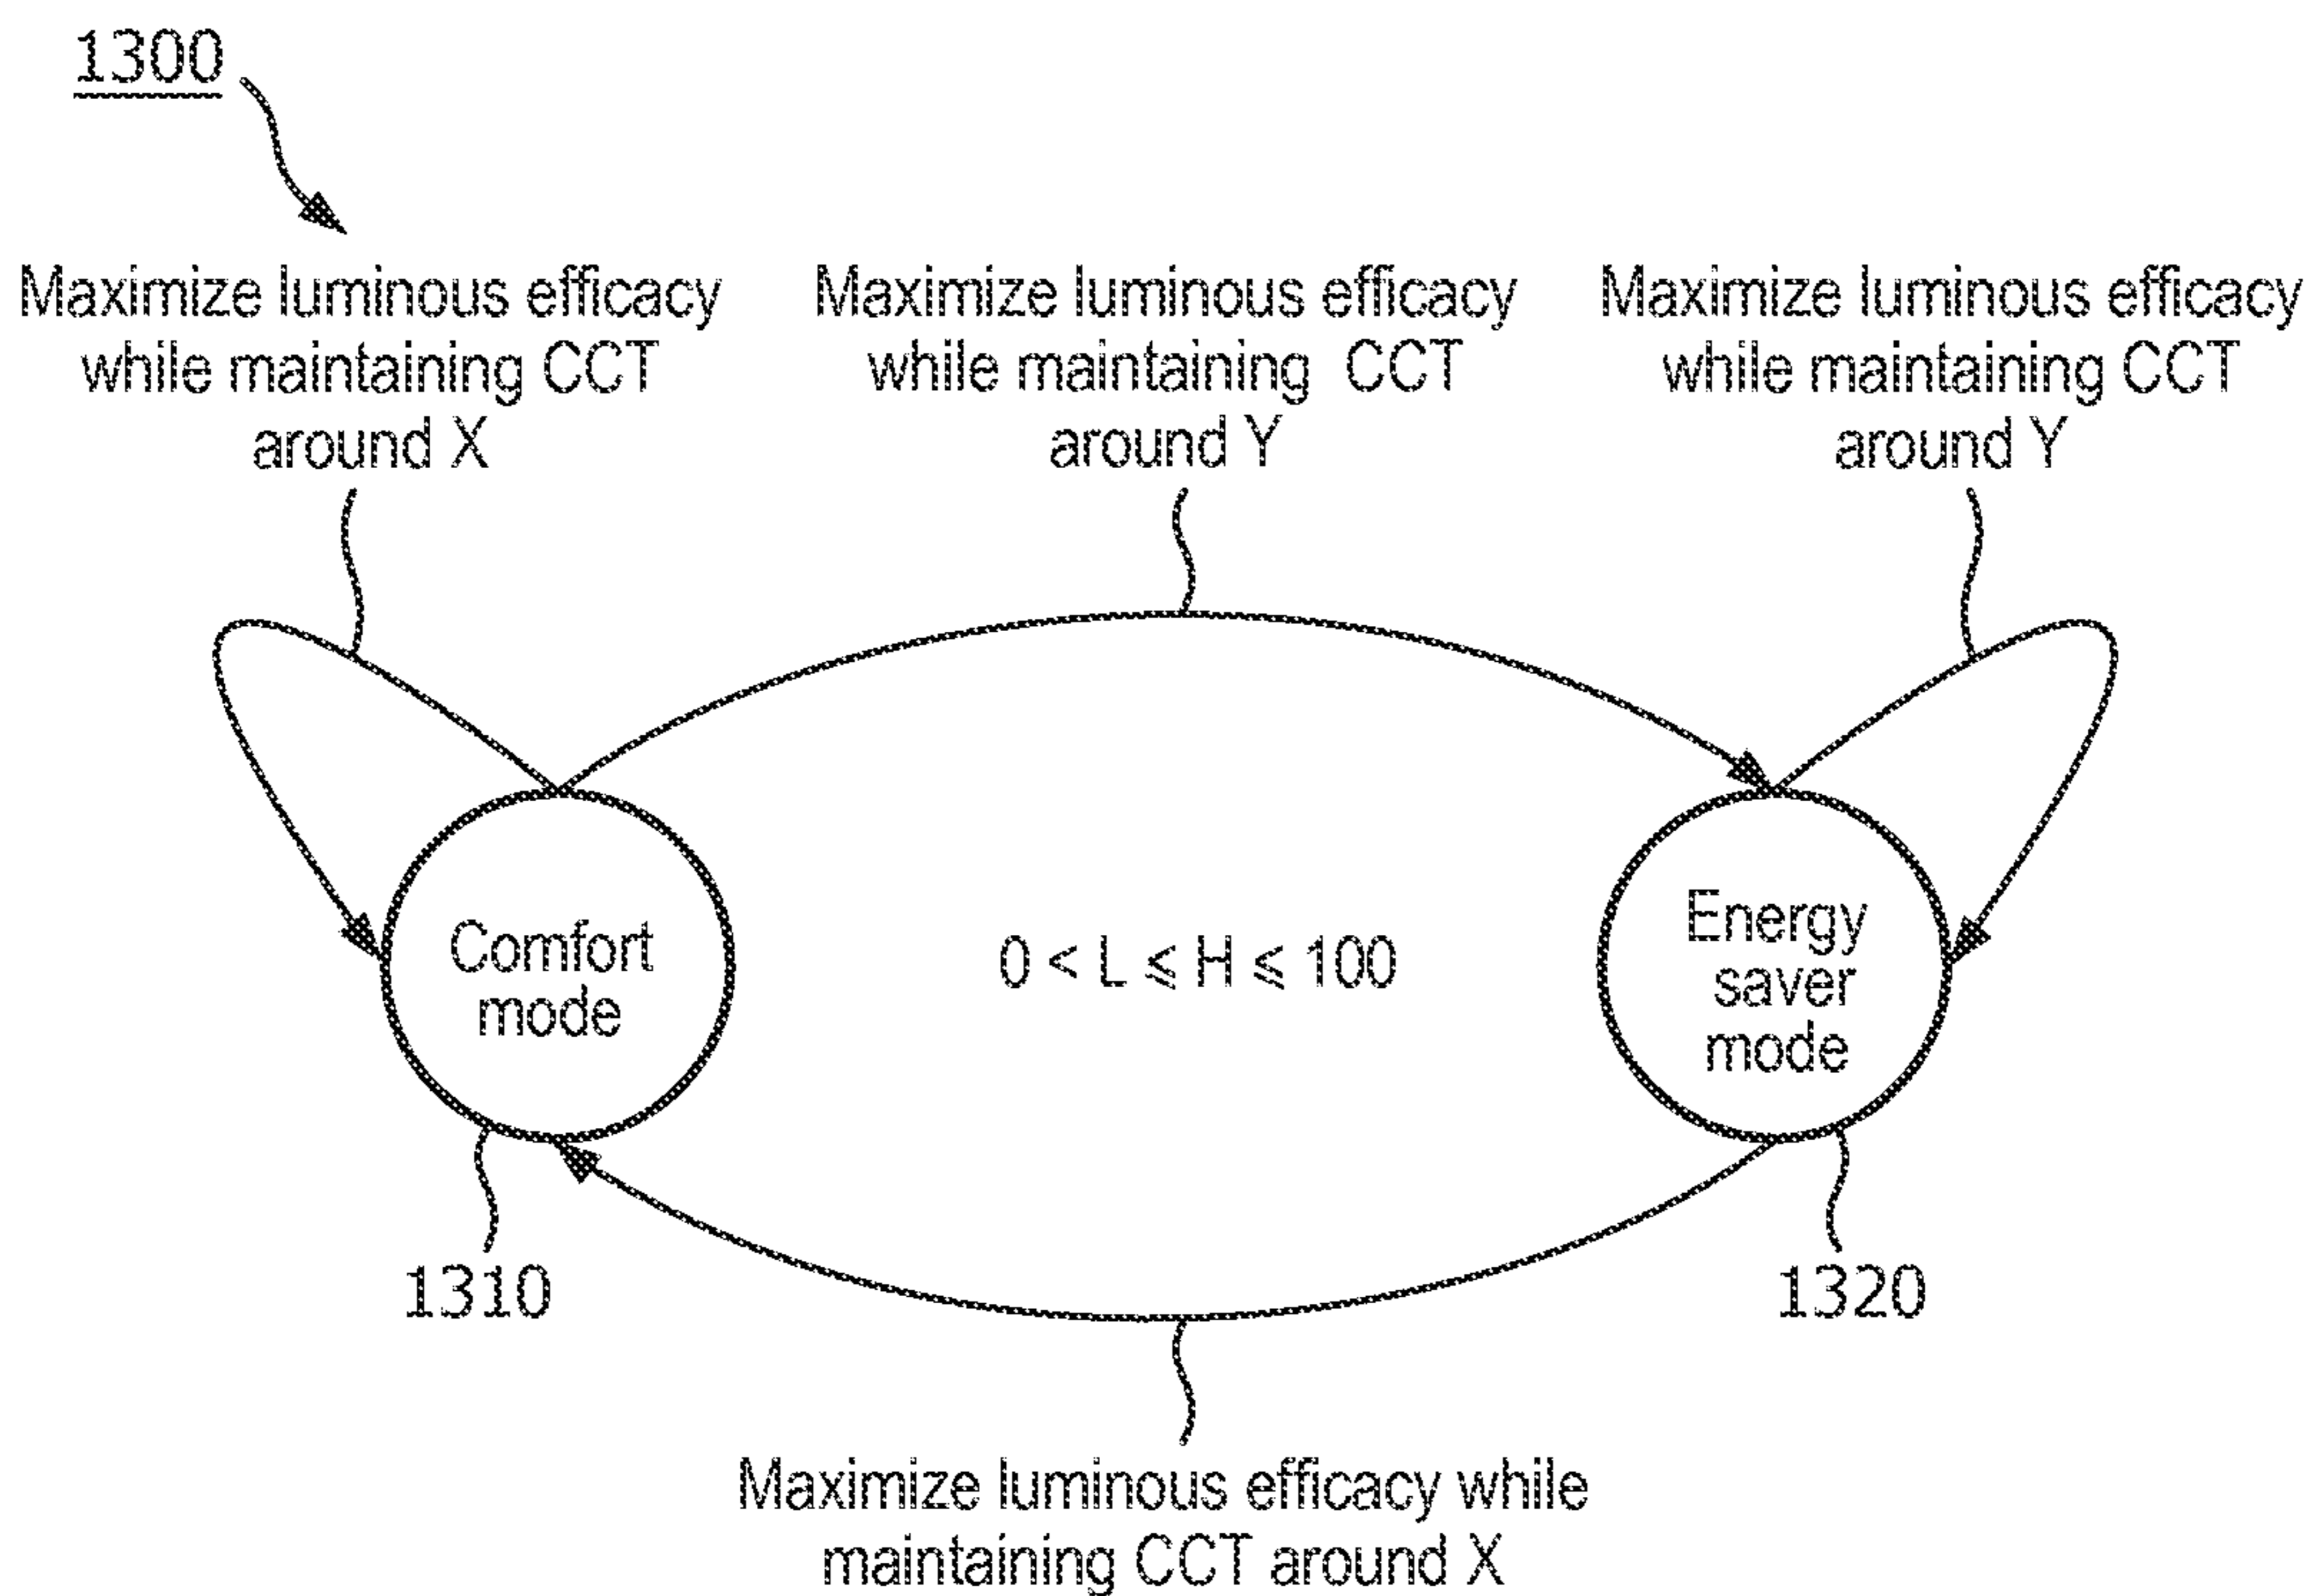 1300
Maximize luminous efficacy
while maintaining CCT
around X
Maximize luminous efficacy
while maintaining CCT
around Y
Maximize luminous efficacy
while maintaining CCT
around Y
Comfort
mode
0 < L ⩽ H ⩽ 100
Energy
saver
mode
1310
1320
Maximize luminous efficacy while
maintaining CCT around X